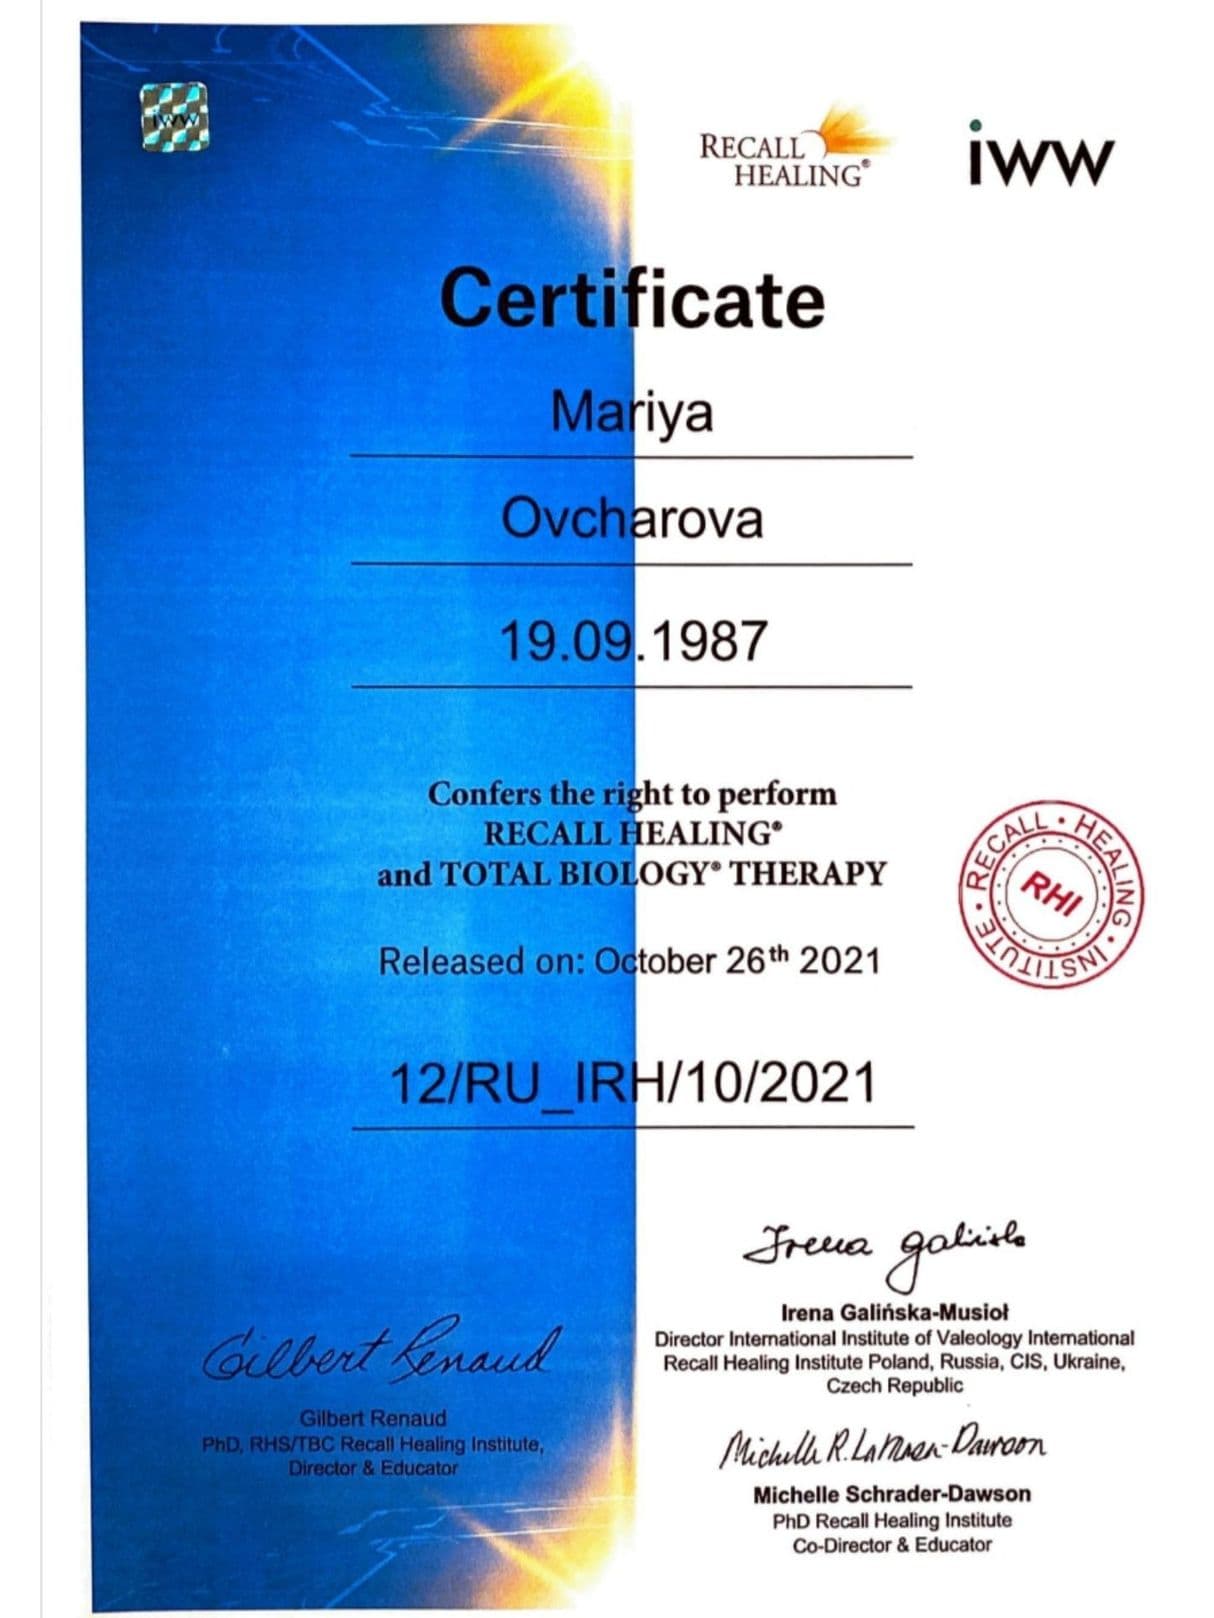 iww
RECALL
HEALING®
iww
Certificate
Mariya
Ovcharova
19.09.1987
Confers the right to perform
RECALL HEALING®
and TOTAL BIOLOGY® THERAPY
RECALL • HEALING • INSTITUTE •
RHI
Released on: October 26th 2021
12/RU_IRH/10/2021
Irena Galińska-Musioł
Director International Institute of Valeology International
Recall Healing Institute Poland, Russia, CIS, Ukraine,
Czech Republic
Gilbert Renaud
Gilbert Renaud
PhD, RHS/TBC Recall Healing Institute,
Director & Educator
Michelle Schrader-Dawson
PhD Recall Healing Institute
Co-Director & Educator